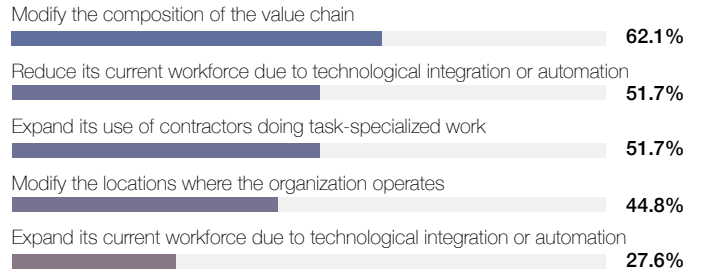 Modify the composition of the value chain
62.1%
Reduce its current workforce due to technological integration or automation
51.7%
Expand its use of contractors doing task-specialized work
51.7%
Modify the locations where the organization operates
44.8%
Expand its current workforce due to technological integration or automation
27.6%